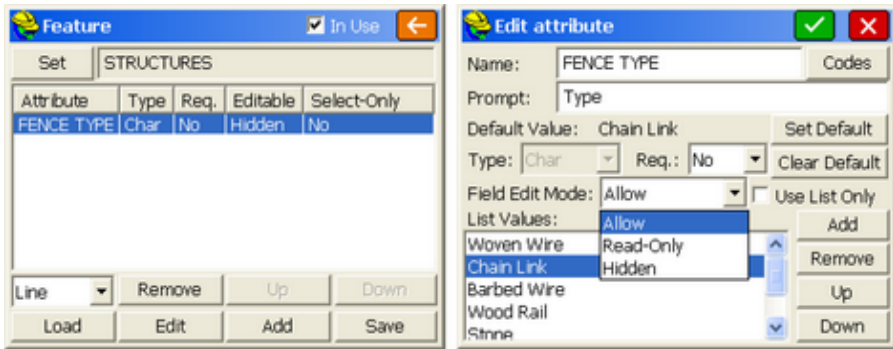 Feature
In Use
Set
STRUCTURES
Attribute Type Req. Editable Select-Only
FENCE TYPE Char No Hidden No
Line
Remove Up Down
Load Edit Add Save
Edit attribute
Name: FENCE TYPE Codes
Prompt: Type
Default Value: Chain Link Set Default
Type: Char Req.: No Clear Default
Field Edit Mode: Allow Use List Only
List Values: Allow Add
Woven Wire Read-Only
Chain Link Hidden Remove
Barbed Wire Up
Wood Rail
Stone Down